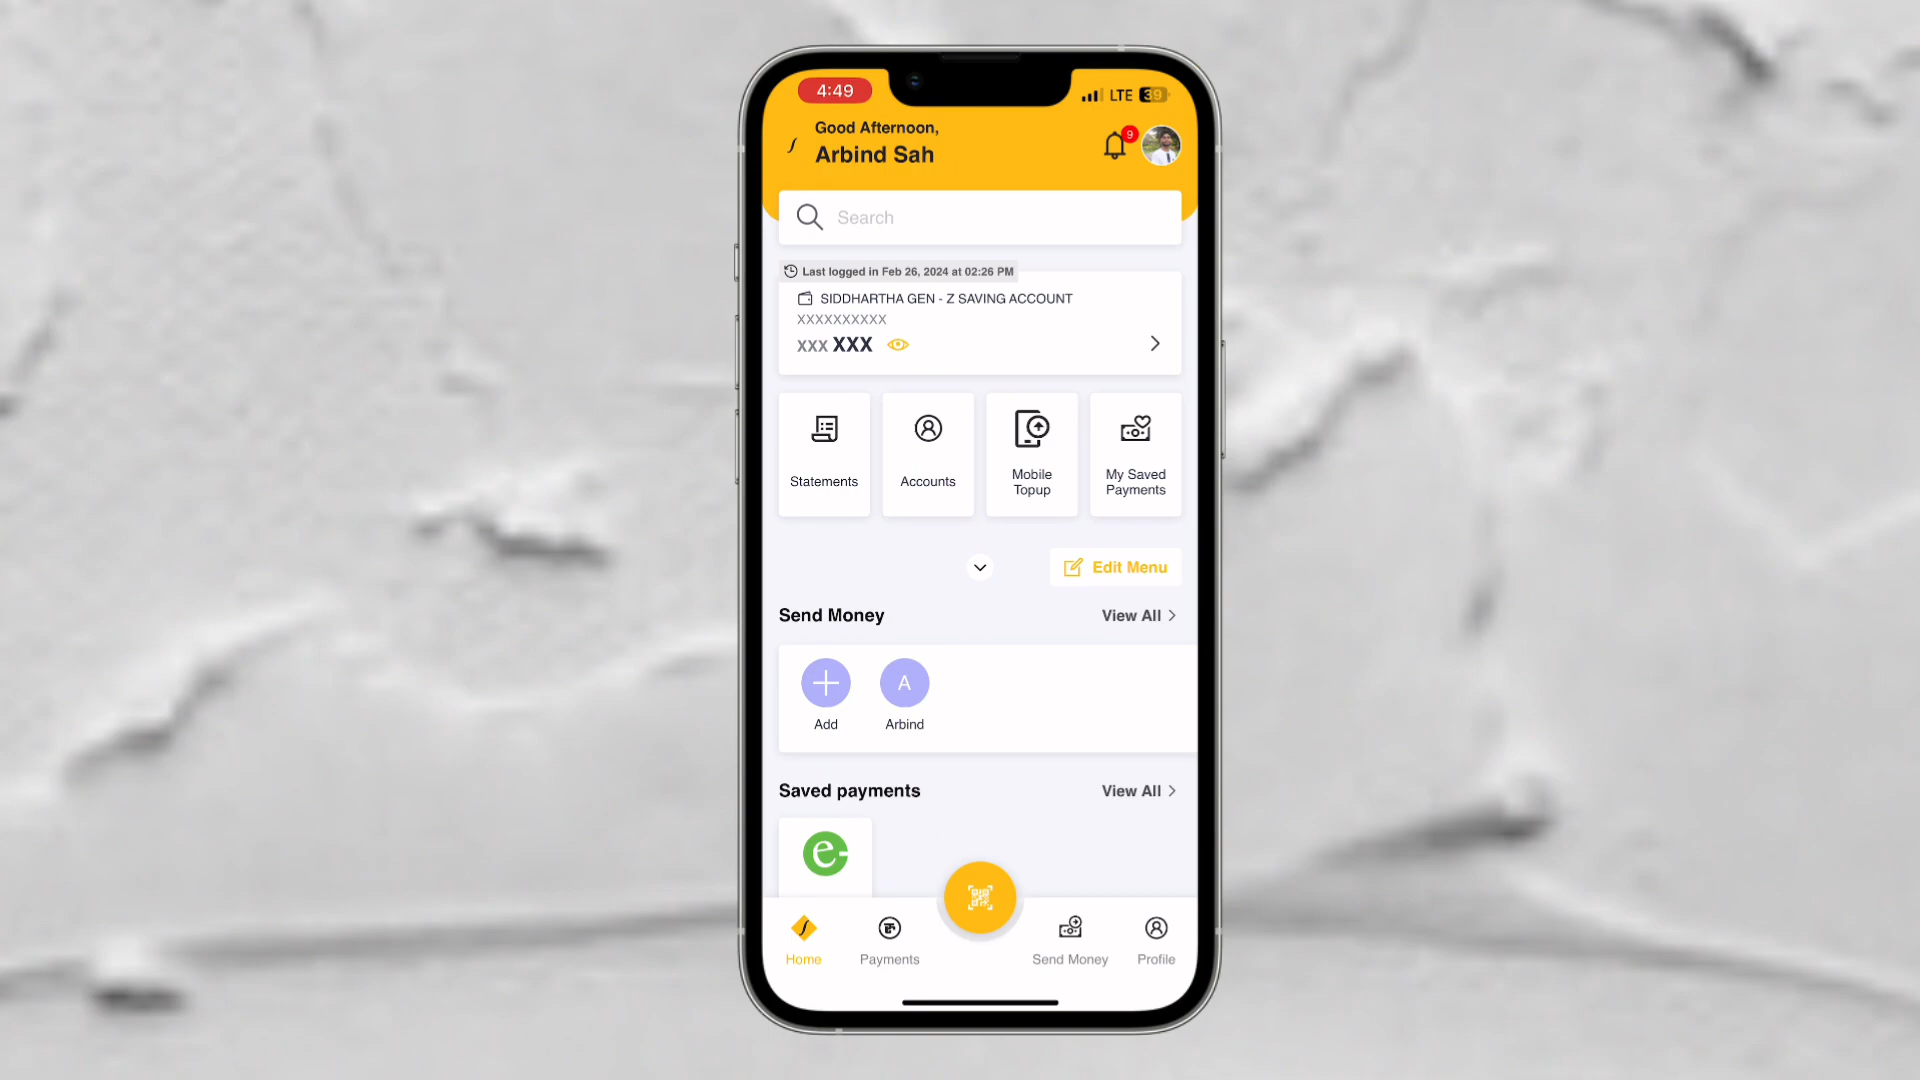 4:49
LTE 39
Good Afternoon,
Arbind Sah
9
Search
Last logged in Feb 26, 2024 at 02:26 PM
SIDDHARTHA GEN - Z SAVING ACCOUNT
XXXXXXXXXX
XXX XXX
Statements
Accounts
Mobile
Topup
My Saved
Payments
Edit Menu
Send Money
View All
A
Add
Arbind
Saved payments
View All
e
Home
Payments
Send Money
Profile